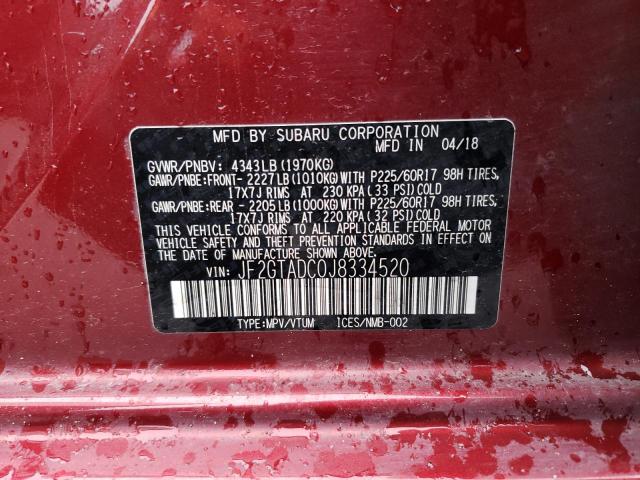 MFD BY SUBARU CORPORATION
MFD IN 04/18
GVWR/PNBV: 4343LB(1970KG)
GAWR/PNBE:FRONT-2227LB(1010KG)WITH P225/60R17 98H TIRES,
17X7J RIMS AT 230 KPA(33 PSI)COLD
GAWR/PNBE:REAR -2205LB(1000KG)WITH P225/60R17 98H TIRES,
17X7J RIMS AT 220 KPA(32 PSI)COLD
THIS VEHICLE CONFORMS TO ALL APPLICABLE FEDERAL MOTOR
VEHICLE SAFETY AND THEFT PREVENTION STANDARDS IN EFFECT ON
THE DATE OF MANUFACTURE SHOWN ABOVE.
VIN: JF2GTADC0J8334520
TYPE:MPV/VTUM ICES/NMB-002